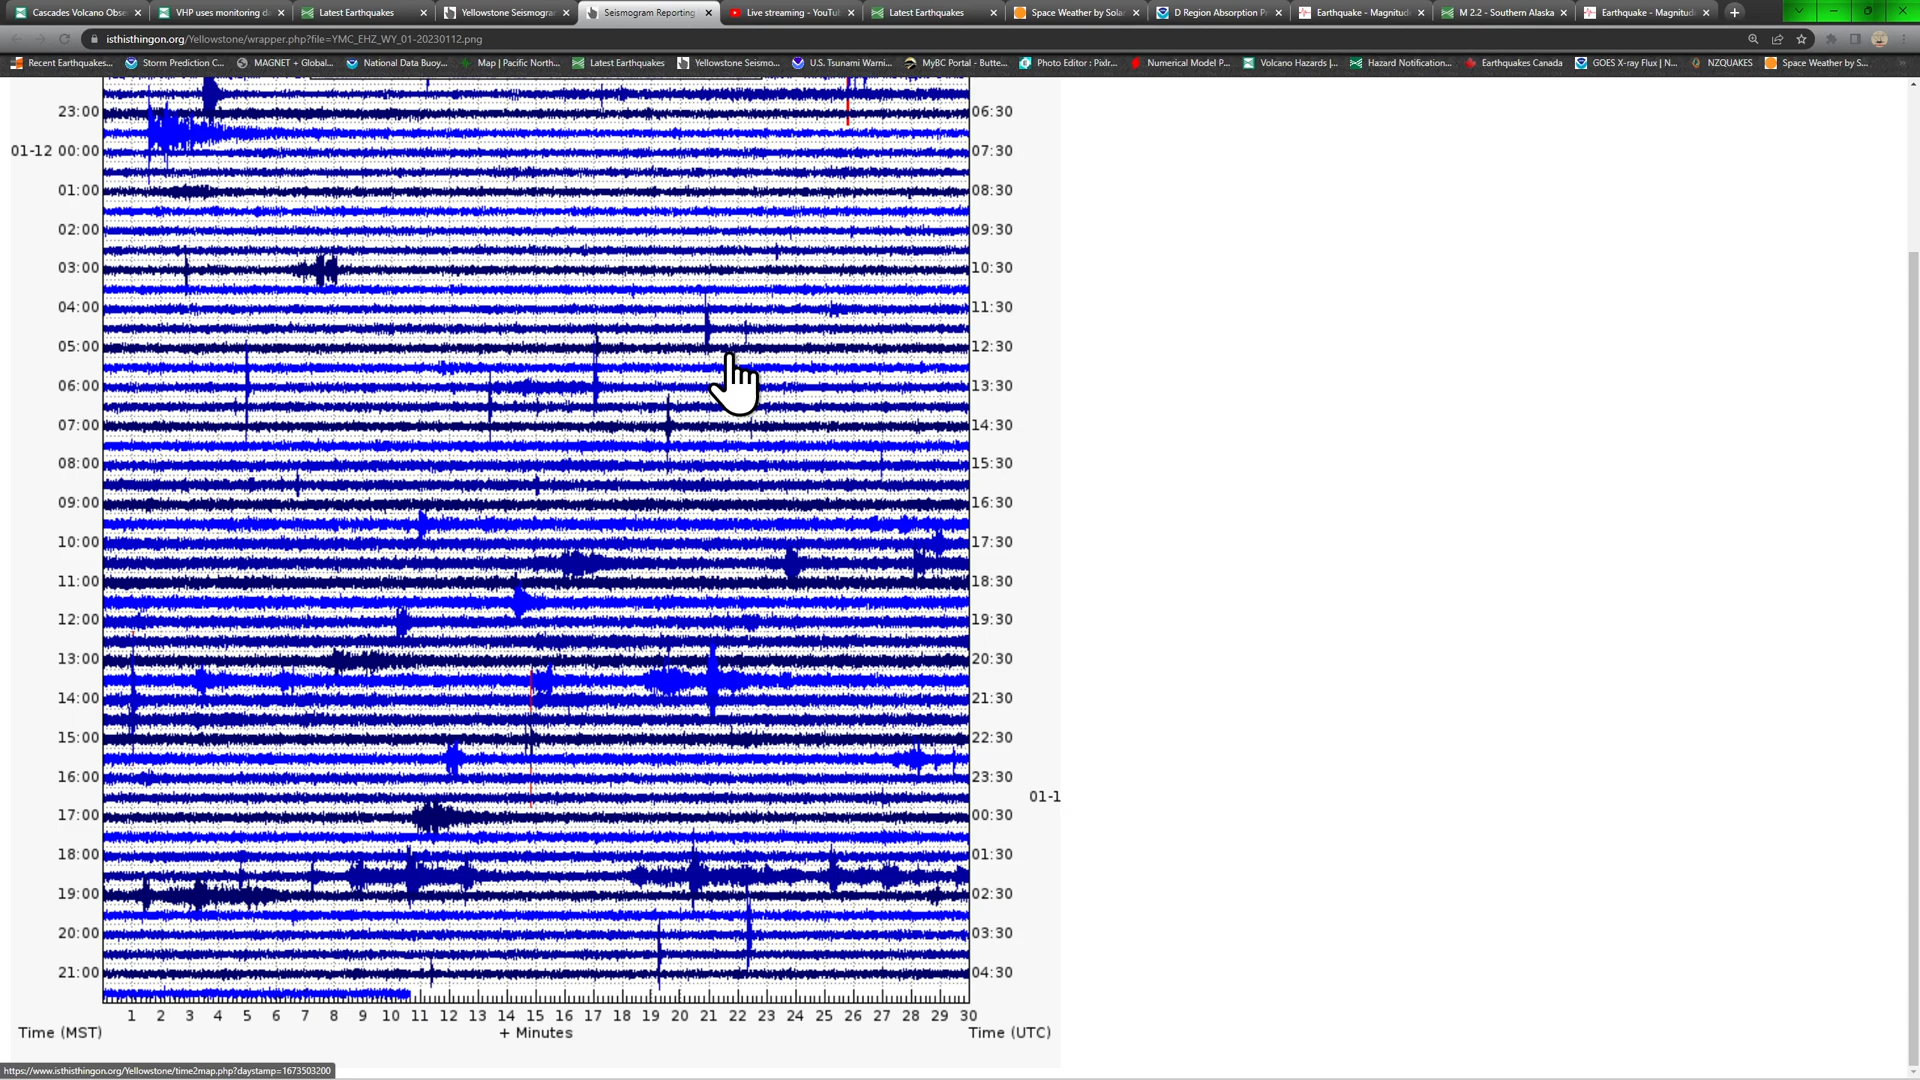 Cascades Volcano Obse
VHP uses monitoring da
Latest Earthquakes
Yellowstone Seismogra
Seismogram Reporting
Live streaming - YouTu
Latest Earthquakes
Space Weather by Solar
D Region Absorption Pr
Earthquake - Magnitud
M 2.2 - Southern Alaska
Earthquake - Magnitud
isthisthingon.org/Yellowstone/wrapper.php?file=YMC_EHZ_WY_01-20230112.png
Recent Earthquakes...
Storm Prediction C...
MAGNET + Global...
National Data Buoy...
Map | Pacific North...
Latest Earthquakes
Yellowstone Seismo...
U.S. Tsunami Warni...
MyBC Portal - Butte...
Photo Editor : Pixlr...
Numerical Model P...
Volcano Hazards |...
Hazard Notification...
Earthquakes Canada
GOES X-ray Flux | N...
NZQUAKES
Space Weather by S...
23:00 06:30
01-12 00:00 07:30
01:00 08:30
02:00 09:30
03:00 10:30
04:00 11:30
05:00 12:30
06:00 13:30
07:00 14:30
08:00 15:30
09:00 16:30
10:00 17:30
11:00 18:30
12:00 19:30
13:00 20:30
14:00 21:30
15:00 22:30
16:00 23:30
01-1
17:00 00:30
18:00 01:30
19:00 02:30
20:00 03:30
21:00 04:30
1 2 3 4 5 6 7 8 9 10 11 12 13 14 15 16 17 18 19 20 21 22 23 24 25 26 27 28 29 30
Time (MST) + Minutes Time (UTC)
https://www.isthisthingon.org/Yellowstone/time2map.php?daystamp=1673503200